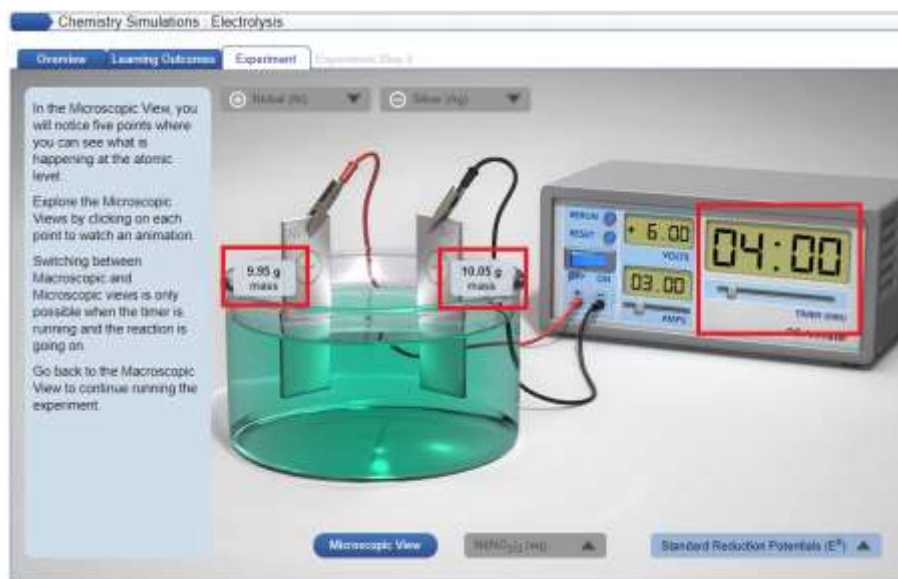 Chemistry Simulations : Electrolysis
Overview
Learning Outcomes
Experiment
Nickel (Ni)
Silver (Ag)
In the Microscopic View, you
will notice five points where
you can see what is
happening at the atomic
level.
Explore the Microscopic
Views by clicking on each
point to watch an animation.
Switching between
Macroscopic and
Microscopic views is only
possible when the timer is
running and the reaction is
going on.
Go back to the Macroscopic
View to continue running the
experiment.
9.95 g
mass
10.05 g
mass
RERUN
RESET
OFF ON
+ 6.00
VOLTS
03.00
AMPS
04:00
TIMER (min)
Microscopic View
Ni(NO3)2 (aq)
Standard Reduction Potentials (E°)